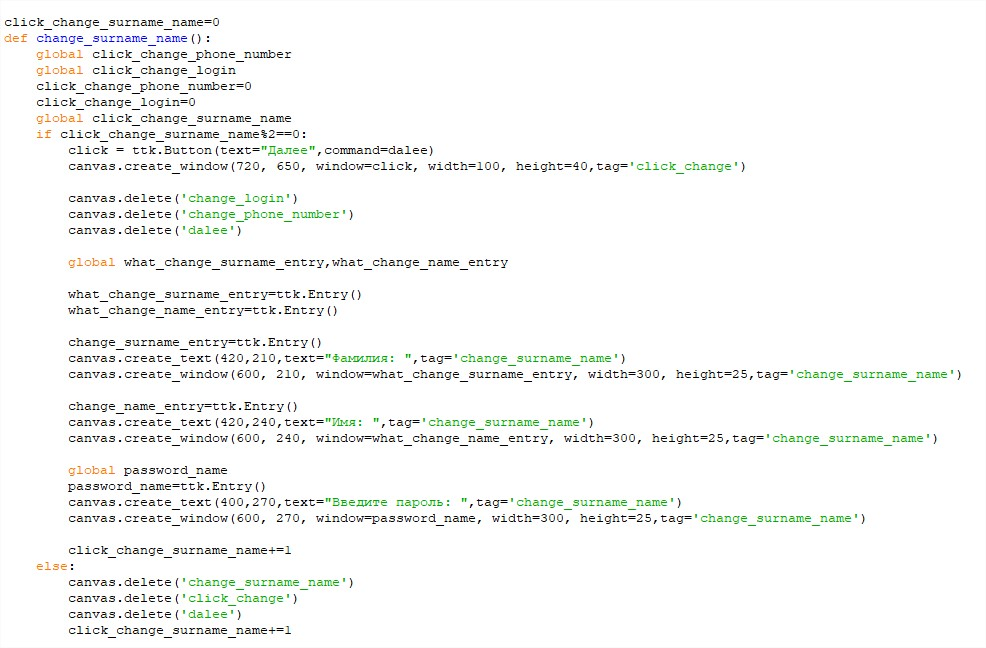 click_change_surname_name=0
def change_surname_name():
    global click_change_phone_number
    global click_change_login
    click_change_phone_number=0
    click_change_login=0
    global click_change_surname_name
    if click_change_surname_name%2==0:
        click = ttk.Button(text="Далее",command=dalee)
        canvas.create_window(720, 650, window=click, width=100, height=40,tag='click_change')

        canvas.delete('change_login')
        canvas.delete('change_phone_number')
        canvas.delete('dalee')

        global what_change_surname_entry,what_change_name_entry

        what_change_surname_entry=ttk.Entry()
        what_change_name_entry=ttk.Entry()

        change_surname_entry=ttk.Entry()
        canvas.create_text(420,210,text="Фамилия: ",tag='change_surname_name')
        canvas.create_window(600, 210, window=what_change_surname_entry, width=300, height=25,tag='change_surname_name')

        change_name_entry=ttk.Entry()
        canvas.create_text(420,240,text="Имя: ",tag='change_surname_name')
        canvas.create_window(600, 240, window=what_change_name_entry, width=300, height=25,tag='change_surname_name')

        global password_name
        password_name=ttk.Entry()
        canvas.create_text(400,270,text="Введите пароль: ",tag='change_surname_name')
        canvas.create_window(600, 270, window=password_name, width=300, height=25,tag='change_surname_name')

        click_change_surname_name+=1
    else:
        canvas.delete('change_surname_name')
        canvas.delete('click_change')
        canvas.delete('dalee')
        click_change_surname_name+=1